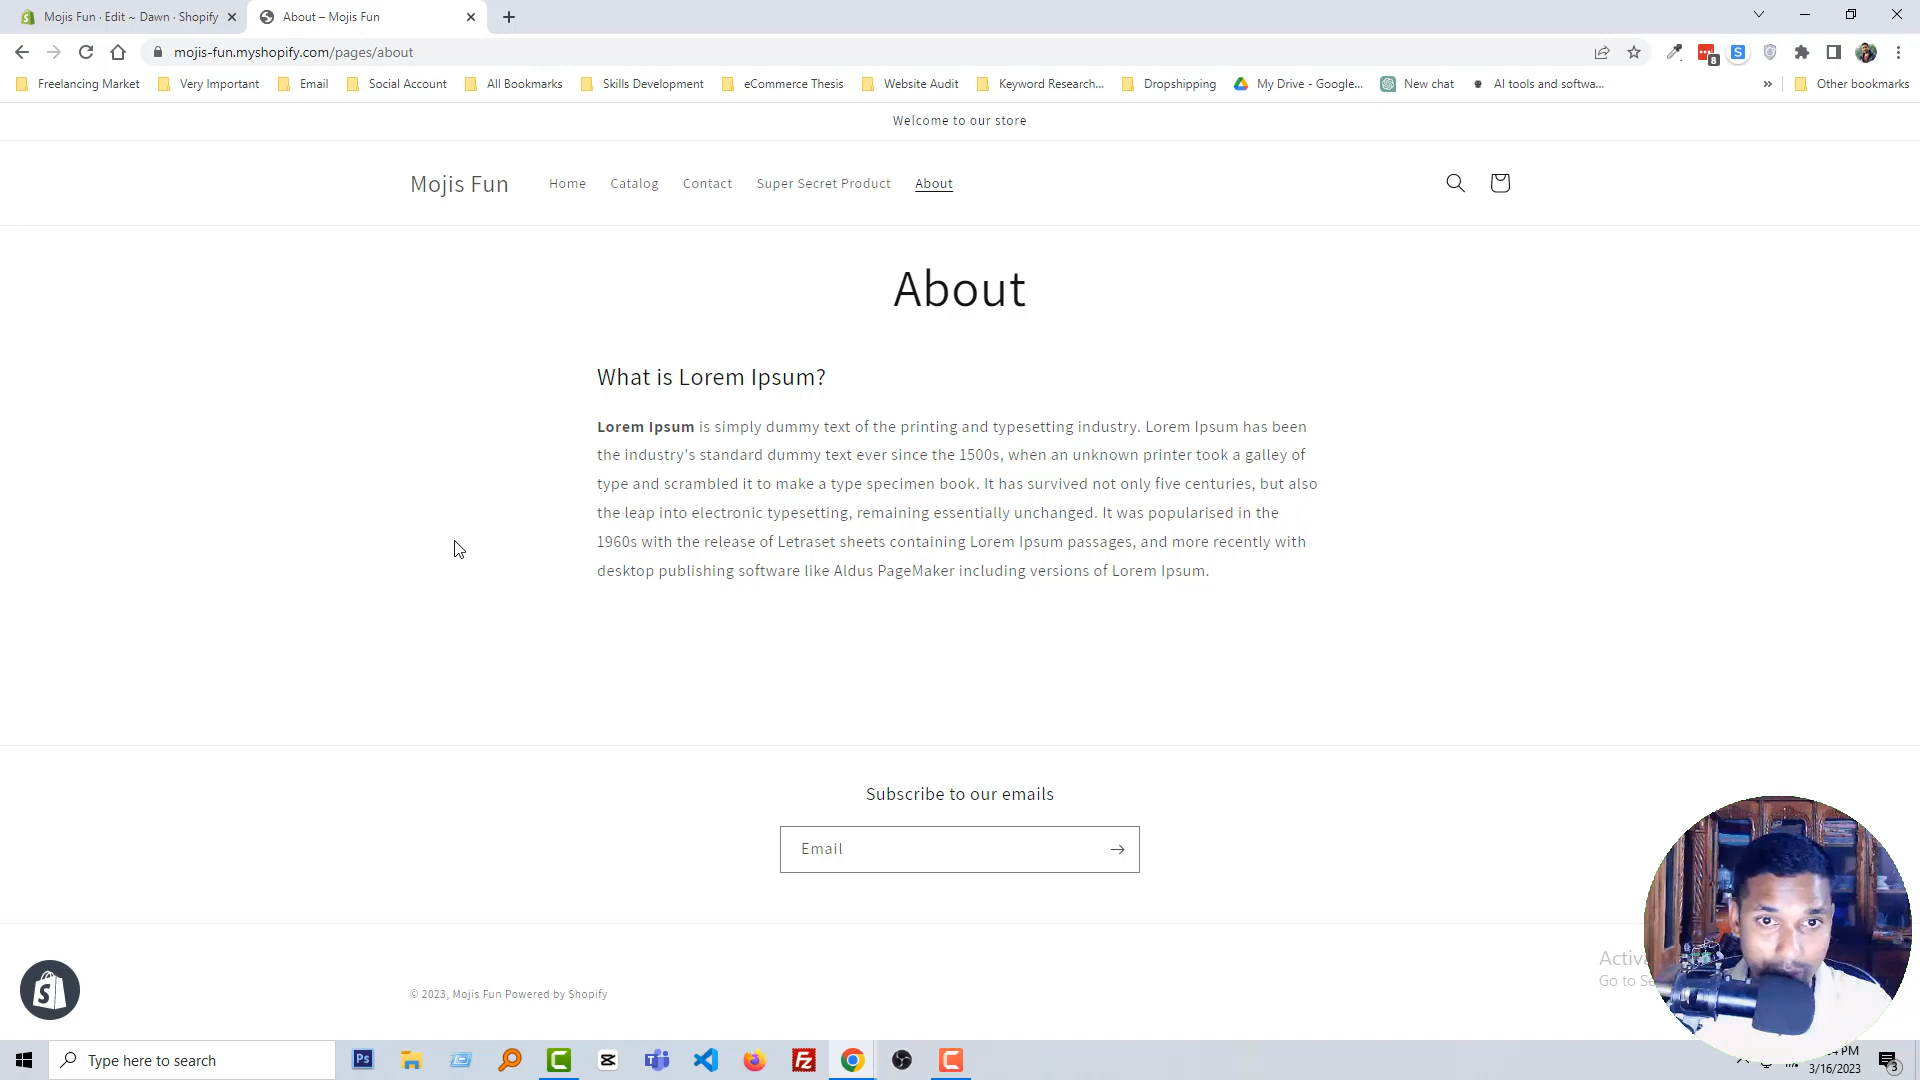 Mojis Fun · Edit ~ Dawn · Shopify
About – Mojis Fun
mojis-fun.myshopify.com/pages/about
8
S
Freelancing Market
Very Important
Email
Social Account
All Bookmarks
Skills Development
eCommerce Thesis
Website Audit
Keyword Research...
Dropshipping
My Drive - Google...
New chat
AI tools and softwa...
»
Other bookmarks
Welcome to our store
Mojis Fun
Home
Catalog
Contact
Super Secret Product
About
About
What is Lorem Ipsum?
Lorem Ipsum is simply dummy text of the printing and typesetting industry. Lorem Ipsum has been
the industry's standard dummy text ever since the 1500s, when an unknown printer took a galley of
type and scrambled it to make a type specimen book. It has survived not only five centuries, but also
the leap into electronic typesetting, remaining essentially unchanged. It was popularised in the
1960s with the release of Letraset sheets containing Lorem Ipsum passages, and more recently with
desktop publishing software like Aldus PageMaker including versions of Lorem Ipsum.
Subscribe to our emails
Email
Go to
© 2023, Mojis Fun Powered by Shopify
Type here to search
Ps
PM
3/16/2023
3